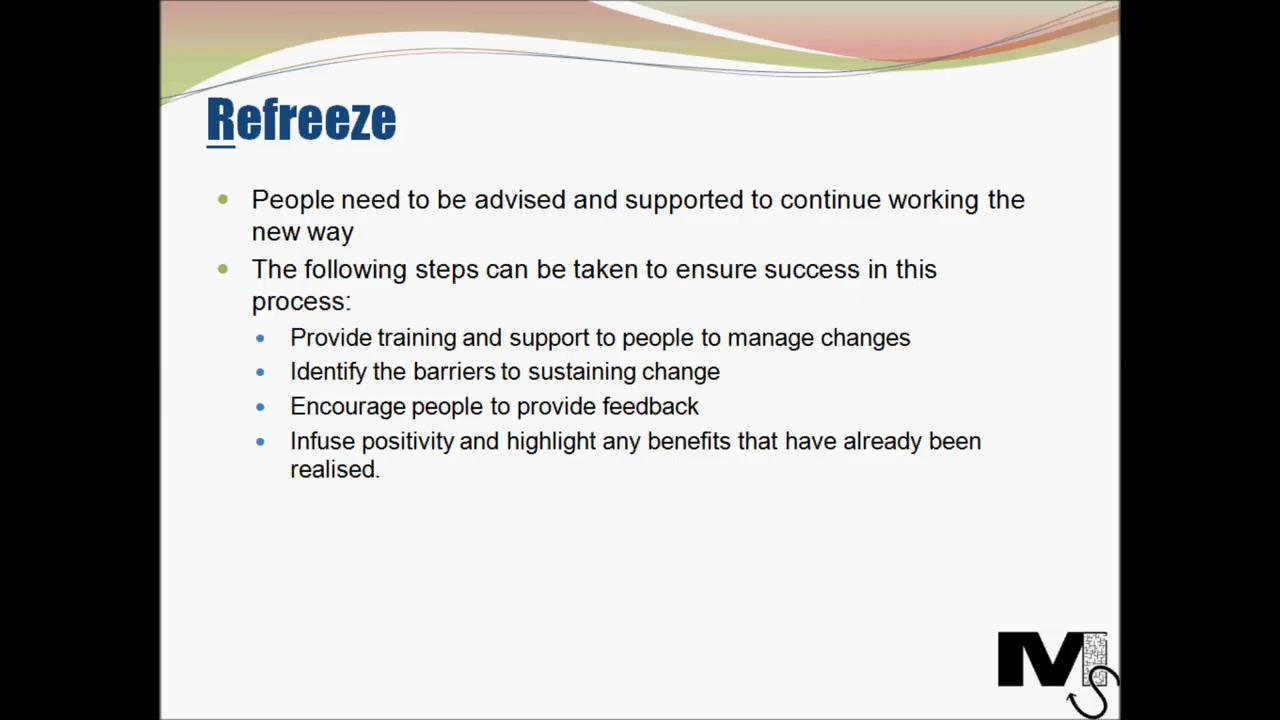 Refreeze
People need to be advised and supported to continue working the
new way
The following steps can be taken to ensure success in this
process:
Provide training and support to people to manage changes
Identify the barriers to sustaining change
Encourage people to provide feedback
Infuse positivity and highlight any benefits that have already been
realised.
M
S